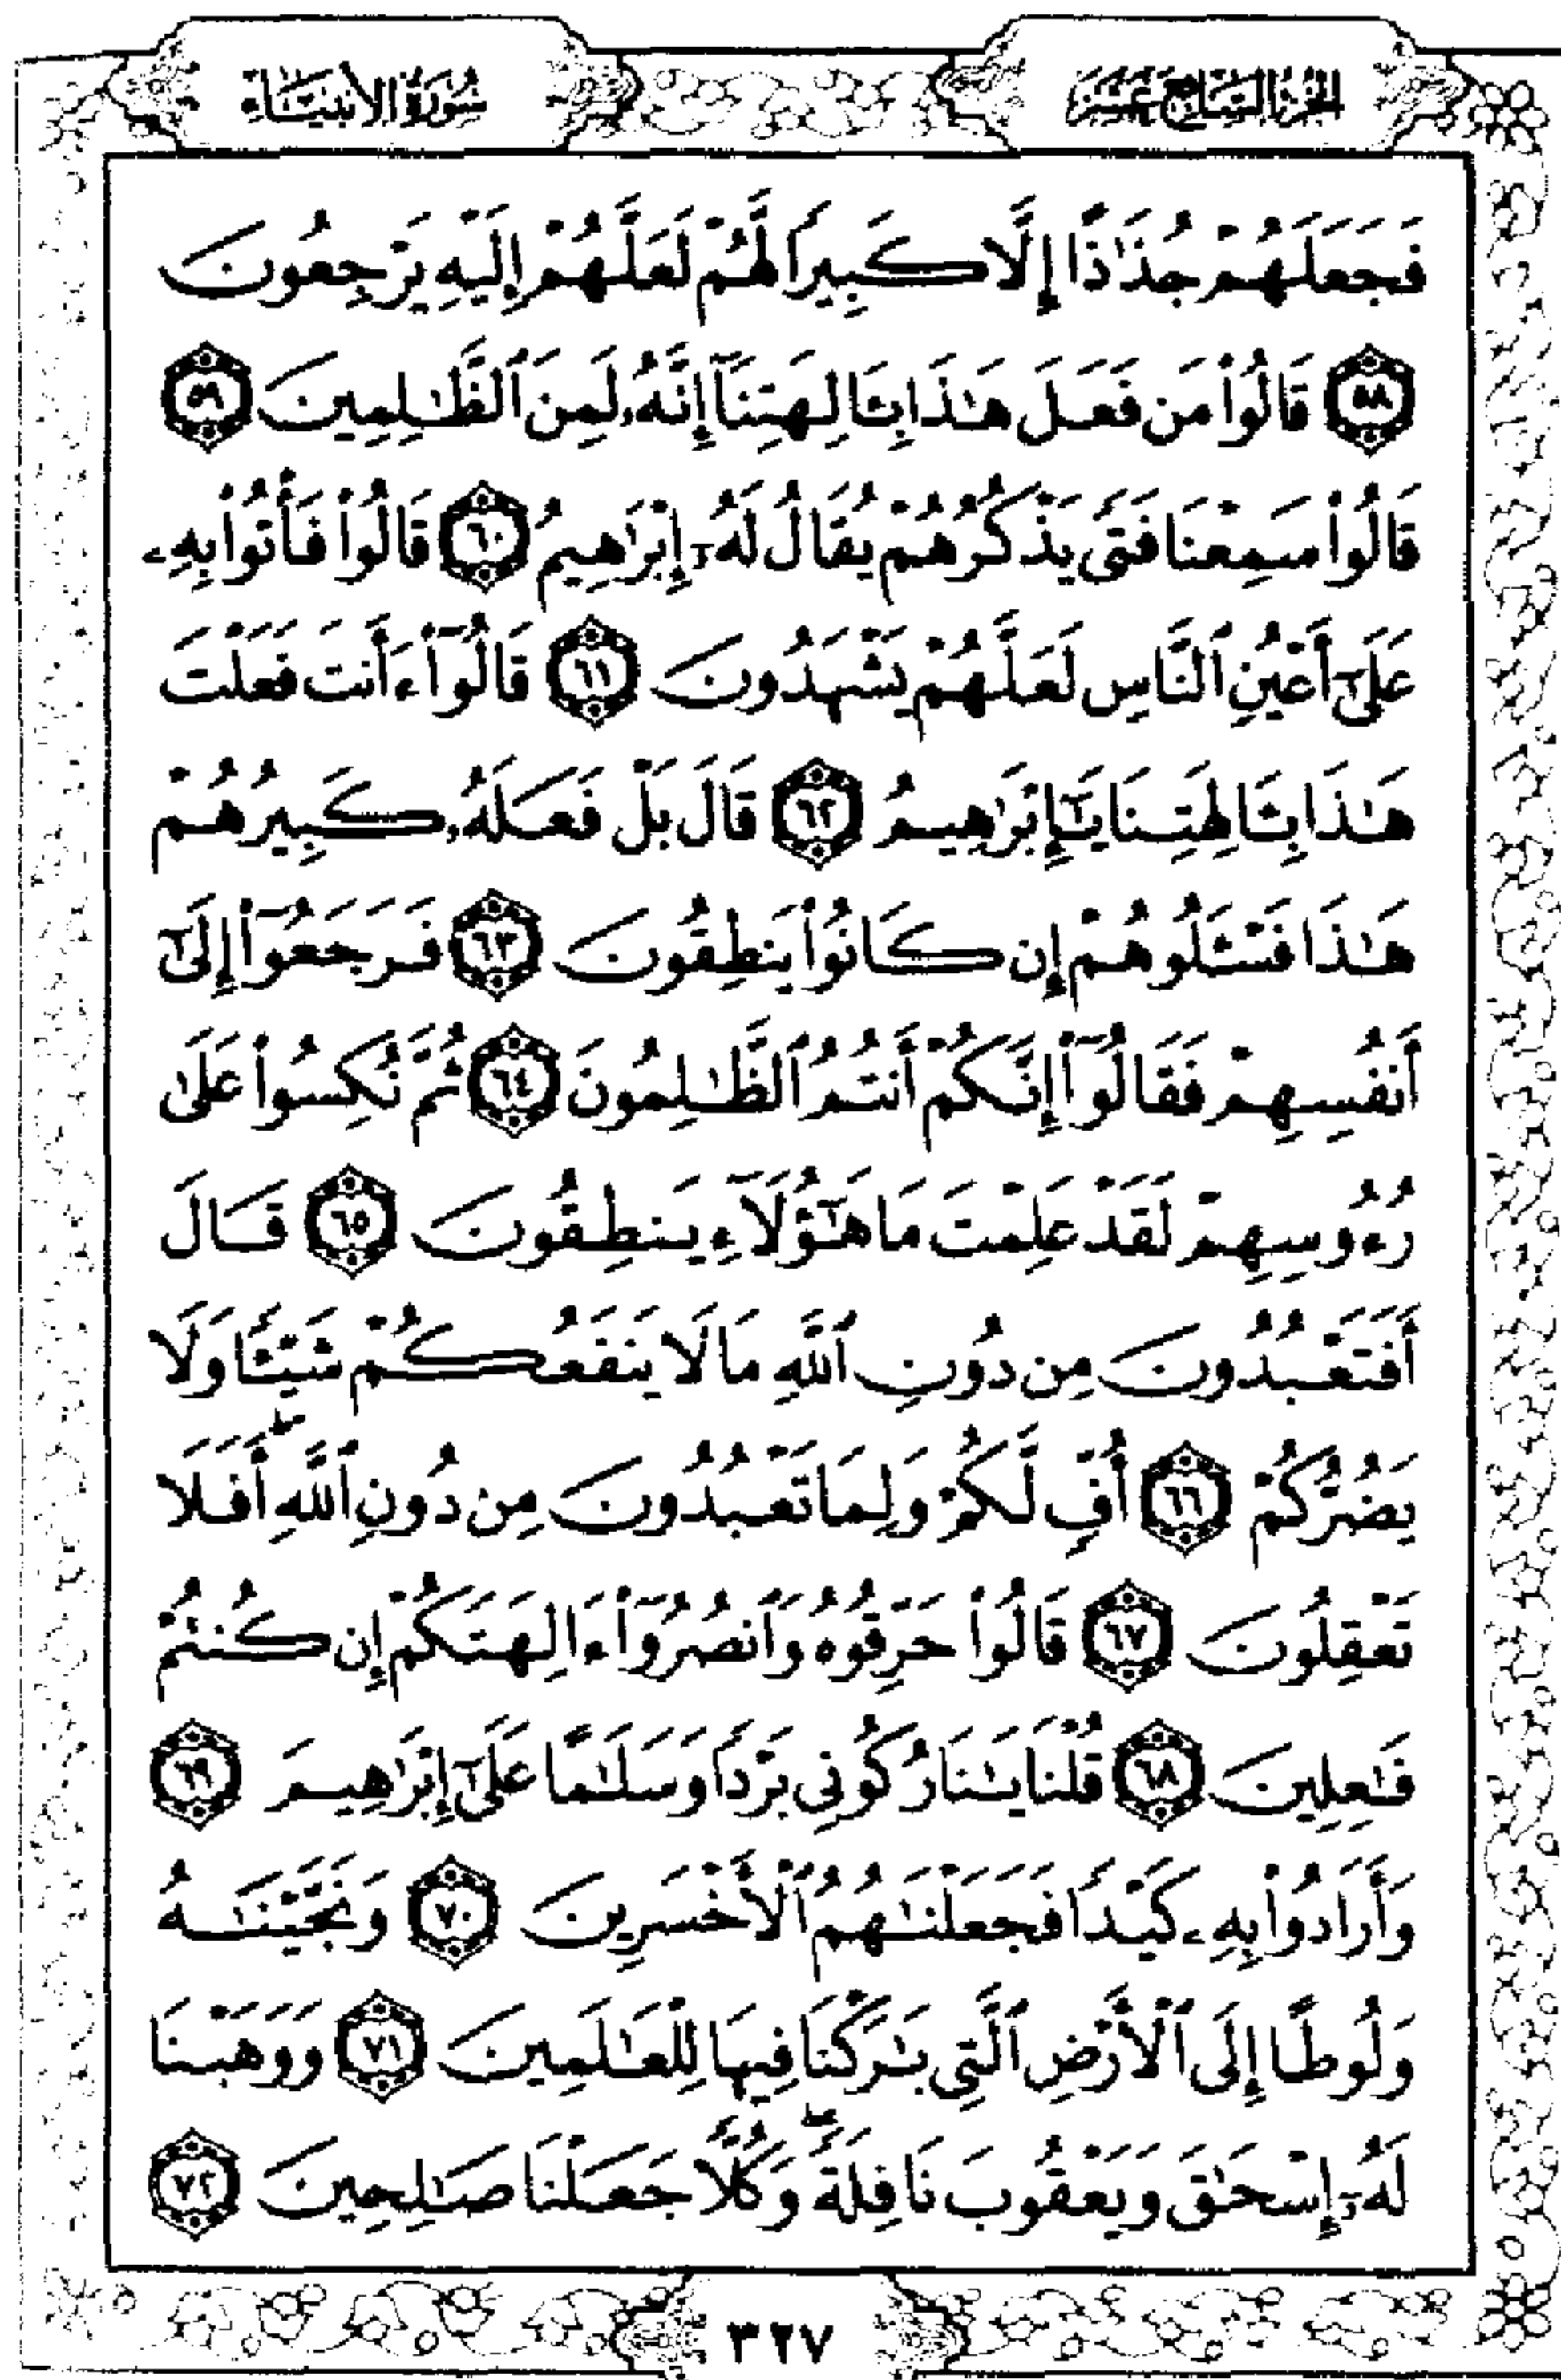 الجزء السابع عشر
سورة الأنبياء
فَجَعَلَهُمْ جُذَٰذًا إِلَّا كَبِيرًا لَّهُمْ لَعَلَّهُمْ إِلَيْهِ يَرْجِعُونَ
٥٨ قَالُوا۟ مَن فَعَلَ هَٰذَا بِـَٔالِهَتِنَآ إِنَّهُۥ لَمِنَ ٱلظَّٰلِمِينَ ٥٩
قَالُوا۟ سَمِعْنَا فَتًى يَذْكُرُهُمْ يُقَالُ لَهُۥٓ إِبْرَٰهِيمُ ٦٠ قَالُوا۟ فَأْتُوا۟ بِهِۦ
عَلَىٰٓ أَعْيُنِ ٱلنَّاسِ لَعَلَّهُمْ يَشْهَدُونَ ٦١ قَالُوٓا۟ ءَأَنتَ فَعَلْتَ
هَٰذَا بِـَٔالِهَتِنَا يَٰٓإِبْرَٰهِيمُ ٦٢ قَالَ بَلْ فَعَلَهُۥ كَبِيرُهُمْ
هَٰذَا فَسْـَٔلُوهُمْ إِن كَانُوا۟ يَنطِقُونَ ٦٣ فَرَجَعُوٓا۟ إِلَىٰٓ
أَنفُسِهِمْ فَقَالُوٓا۟ إِنَّكُمْ أَنتُمُ ٱلظَّٰلِمُونَ ٦٤ ثُمَّ نُكِسُوا۟ عَلَىٰ
رُءُوسِهِمْ لَقَدْ عَلِمْتَ مَا هَٰٓؤُلَآءِ يَنطِقُونَ ٦٥ قَالَ
أَفَتَعْبُدُونَ مِن دُونِ ٱللَّهِ مَا لَا يَنفَعُكُمْ شَيْـًٔا وَلَا
يَضُرُّكُمْ ٦٦ أُفٍّ لَّكُمْ وَلِمَا تَعْبُدُونَ مِن دُونِ ٱللَّهِ ۖ أَفَلَا
تَعْقِلُونَ ٦٧ قَالُوا۟ حَرِّقُوهُ وَٱنصُرُوٓا۟ ءَالِهَتَكُمْ إِن كُنتُمْ
فَٰعِلِينَ ٦٨ قُلْنَا يَٰنَارُ كُونِى بَرْدًا وَسَلَٰمًا عَلَىٰٓ إِبْرَٰهِيمَ ٦٩
وَأَرَادُوا۟ بِهِۦ كَيْدًا فَجَعَلْنَٰهُمُ ٱلْأَخْسَرِينَ ٧٠ وَنَجَّيْنَٰهُ
وَلُوطًا إِلَى ٱلْأَرْضِ ٱلَّتِى بَٰرَكْنَا فِيهَا لِلْعَٰلَمِينَ ٧١ وَوَهَبْنَا
لَهُۥٓ إِسْحَٰقَ وَيَعْقُوبَ نَافِلَةً ۖ وَكُلًّا جَعَلْنَا صَٰلِحِينَ ٧٢
٣٢٧